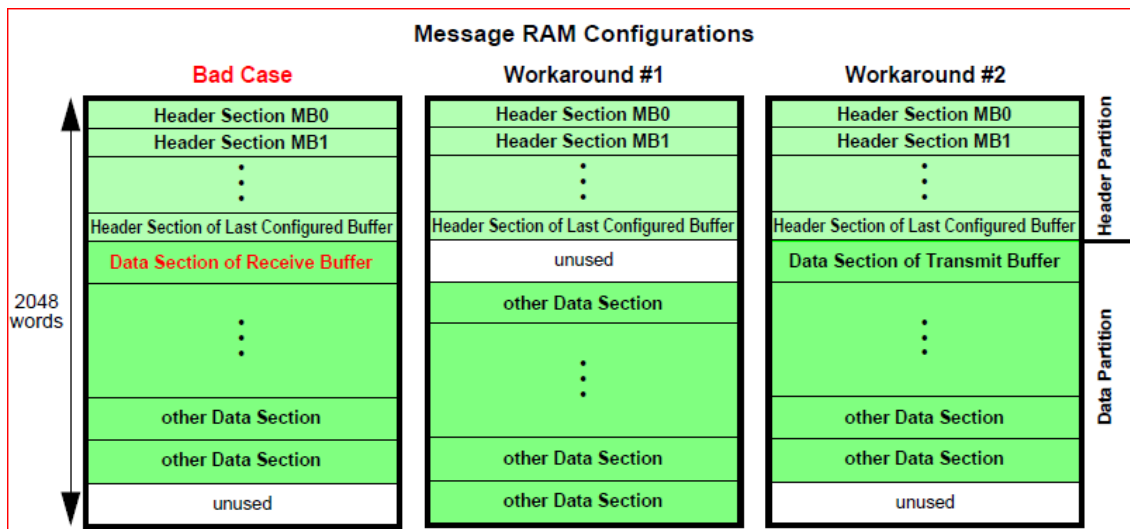 Message RAM Configurations
Bad Case
Workaround #1
Workaround #2
2048
words
Header Section MB0
Header Section MB1
Header Section of Last Configured Buffer
Data Section of Receive Buffer
other Data Section
other Data Section
unused
Header Section MB0
Header Section MB1
Header Section of Last Configured Buffer
unused
other Data Section
other Data Section
other Data Section
Header Section MB0
Header Section MB1
Header Section of Last Configured Buffer
Data Section of Transmit Buffer
other Data Section
other Data Section
unused
Header Partition
Data Partition